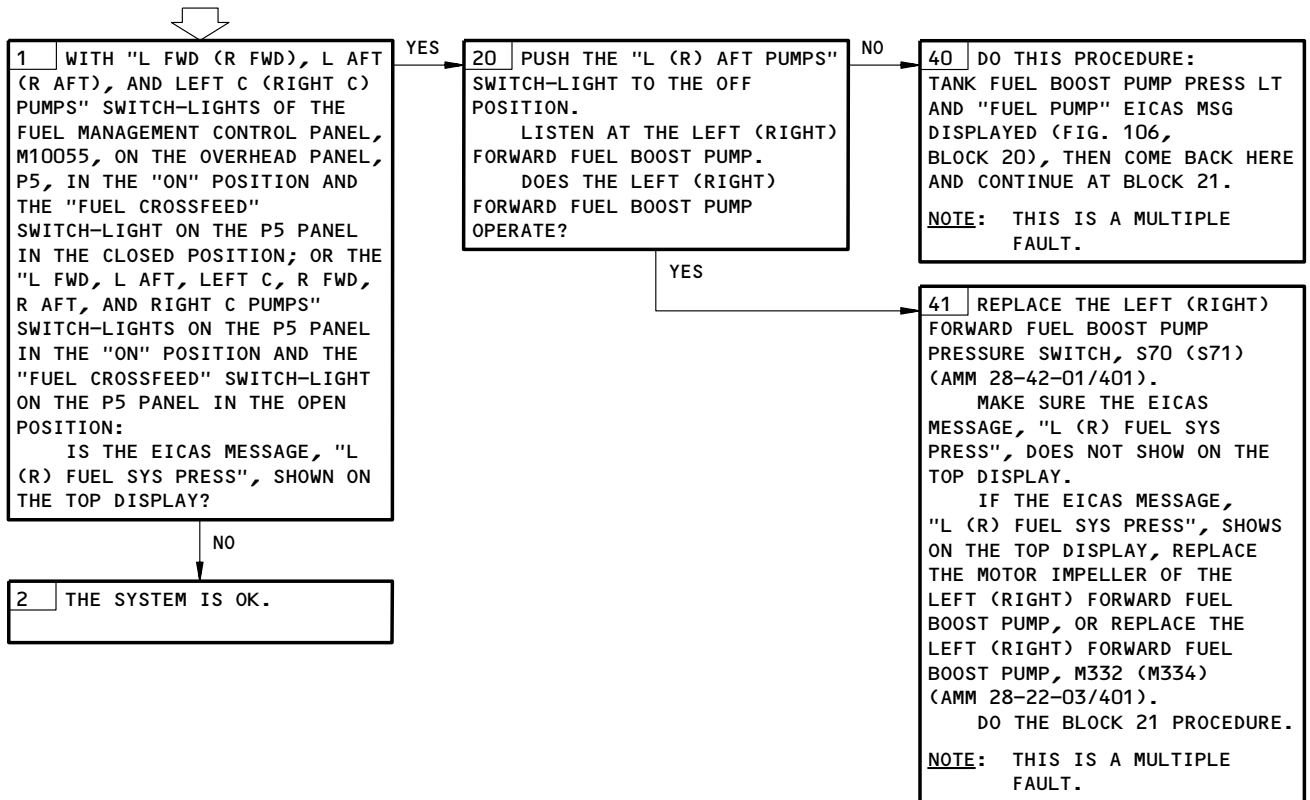 1 WITH "L FWD (R FWD), L AFT
(R AFT), AND LEFT C (RIGHT C)
PUMPS" SWITCH-LIGHTS OF THE
FUEL MANAGEMENT CONTROL PANEL,
M10055, ON THE OVERHEAD PANEL,
P5, IN THE "ON" POSITION AND
THE "FUEL CROSSFEED"
SWITCH-LIGHT ON THE P5 PANEL
IN THE CLOSED POSITION; OR THE
"L FWD, L AFT, LEFT C, R FWD,
R AFT, AND RIGHT C PUMPS"
SWITCH-LIGHTS ON THE P5 PANEL
IN THE "ON" POSITION AND THE
"FUEL CROSSFEED" SWITCH-LIGHT
ON THE P5 PANEL IN THE OPEN
POSITION:
IS THE EICAS MESSAGE, "L
(R) FUEL SYS PRESS", SHOWN ON
THE TOP DISPLAY?
NO
2 THE SYSTEM IS OK.
YES
20 PUSH THE "L (R) AFT PUMPS"
SWITCH-LIGHT TO THE OFF
POSITION.
LISTEN AT THE LEFT (RIGHT)
FORWARD FUEL BOOST PUMP.
DOES THE LEFT (RIGHT)
FORWARD FUEL BOOST PUMP
OPERATE?
NO
YES
40 DO THIS PROCEDURE:
TANK FUEL BOOST PUMP PRESS LT
AND "FUEL PUMP" EICAS MSG
DISPLAYED (FIG. 106,
BLOCK 20), THEN COME BACK HERE
AND CONTINUE AT BLOCK 21.
NOTE: THIS IS A MULTIPLE
FAULT.
41 REPLACE THE LEFT (RIGHT)
FORWARD FUEL BOOST PUMP
PRESSURE SWITCH, S70 (S71)
(AMM 28-42-01/401).
MAKE SURE THE EICAS
MESSAGE, "L (R) FUEL SYS
PRESS", DOES NOT SHOW ON THE
TOP DISPLAY.
IF THE EICAS MESSAGE,
"L (R) FUEL SYS PRESS", SHOWS
ON THE TOP DISPLAY, REPLACE
THE MOTOR IMPELLER OF THE
LEFT (RIGHT) FORWARD FUEL
BOOST PUMP, OR REPLACE THE
LEFT (RIGHT) FORWARD FUEL
BOOST PUMP, M332 (M334)
(AMM 28-22-03/401).
DO THE BLOCK 21 PROCEDURE.
NOTE: THIS IS A MULTIPLE
FAULT.